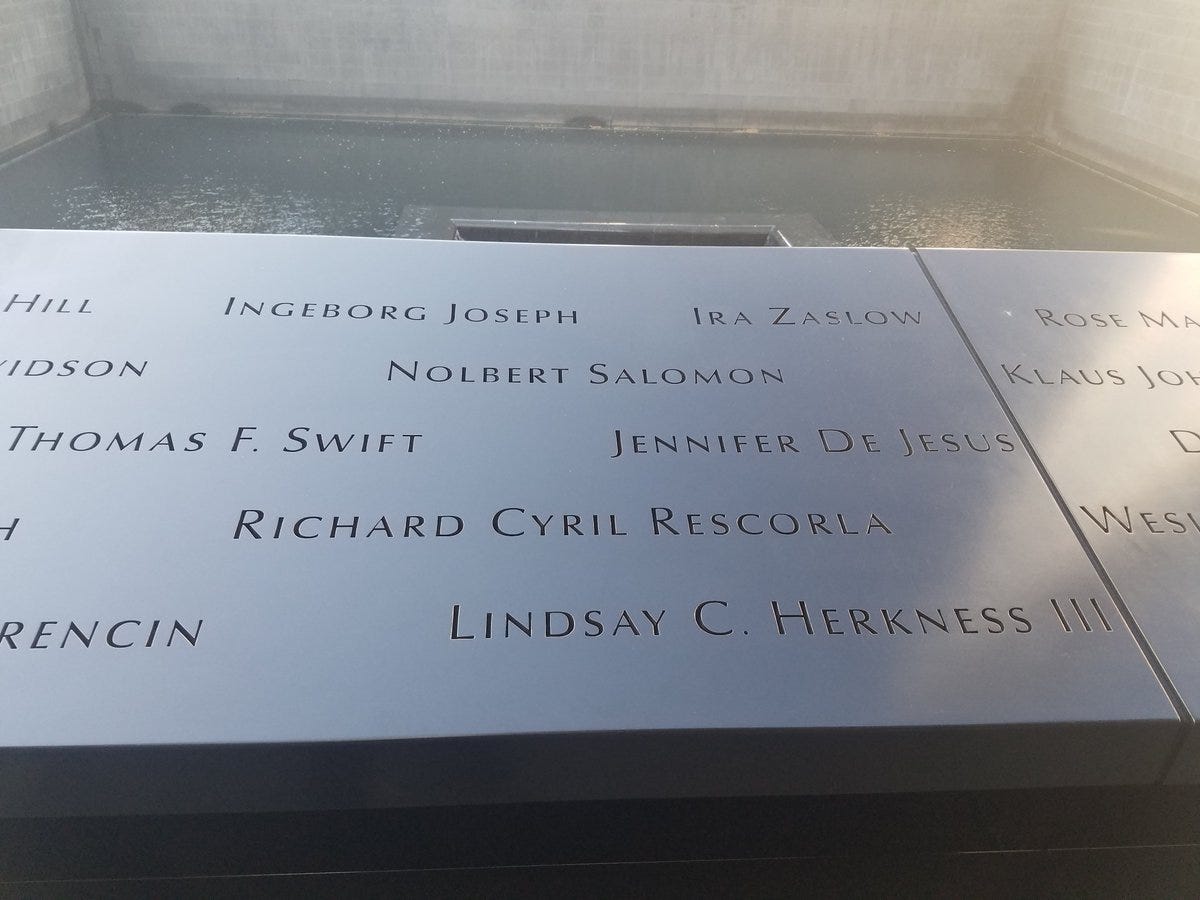 Hill Ingeborg Joseph Ira Zaslow Rose Ma
vidson Nolbert Salomon Klaus Joh
Thomas F. Swift Jennifer De Jesus D
h Richard Cyril Rescorla Wesl
rencin Lindsay C. Herkness III